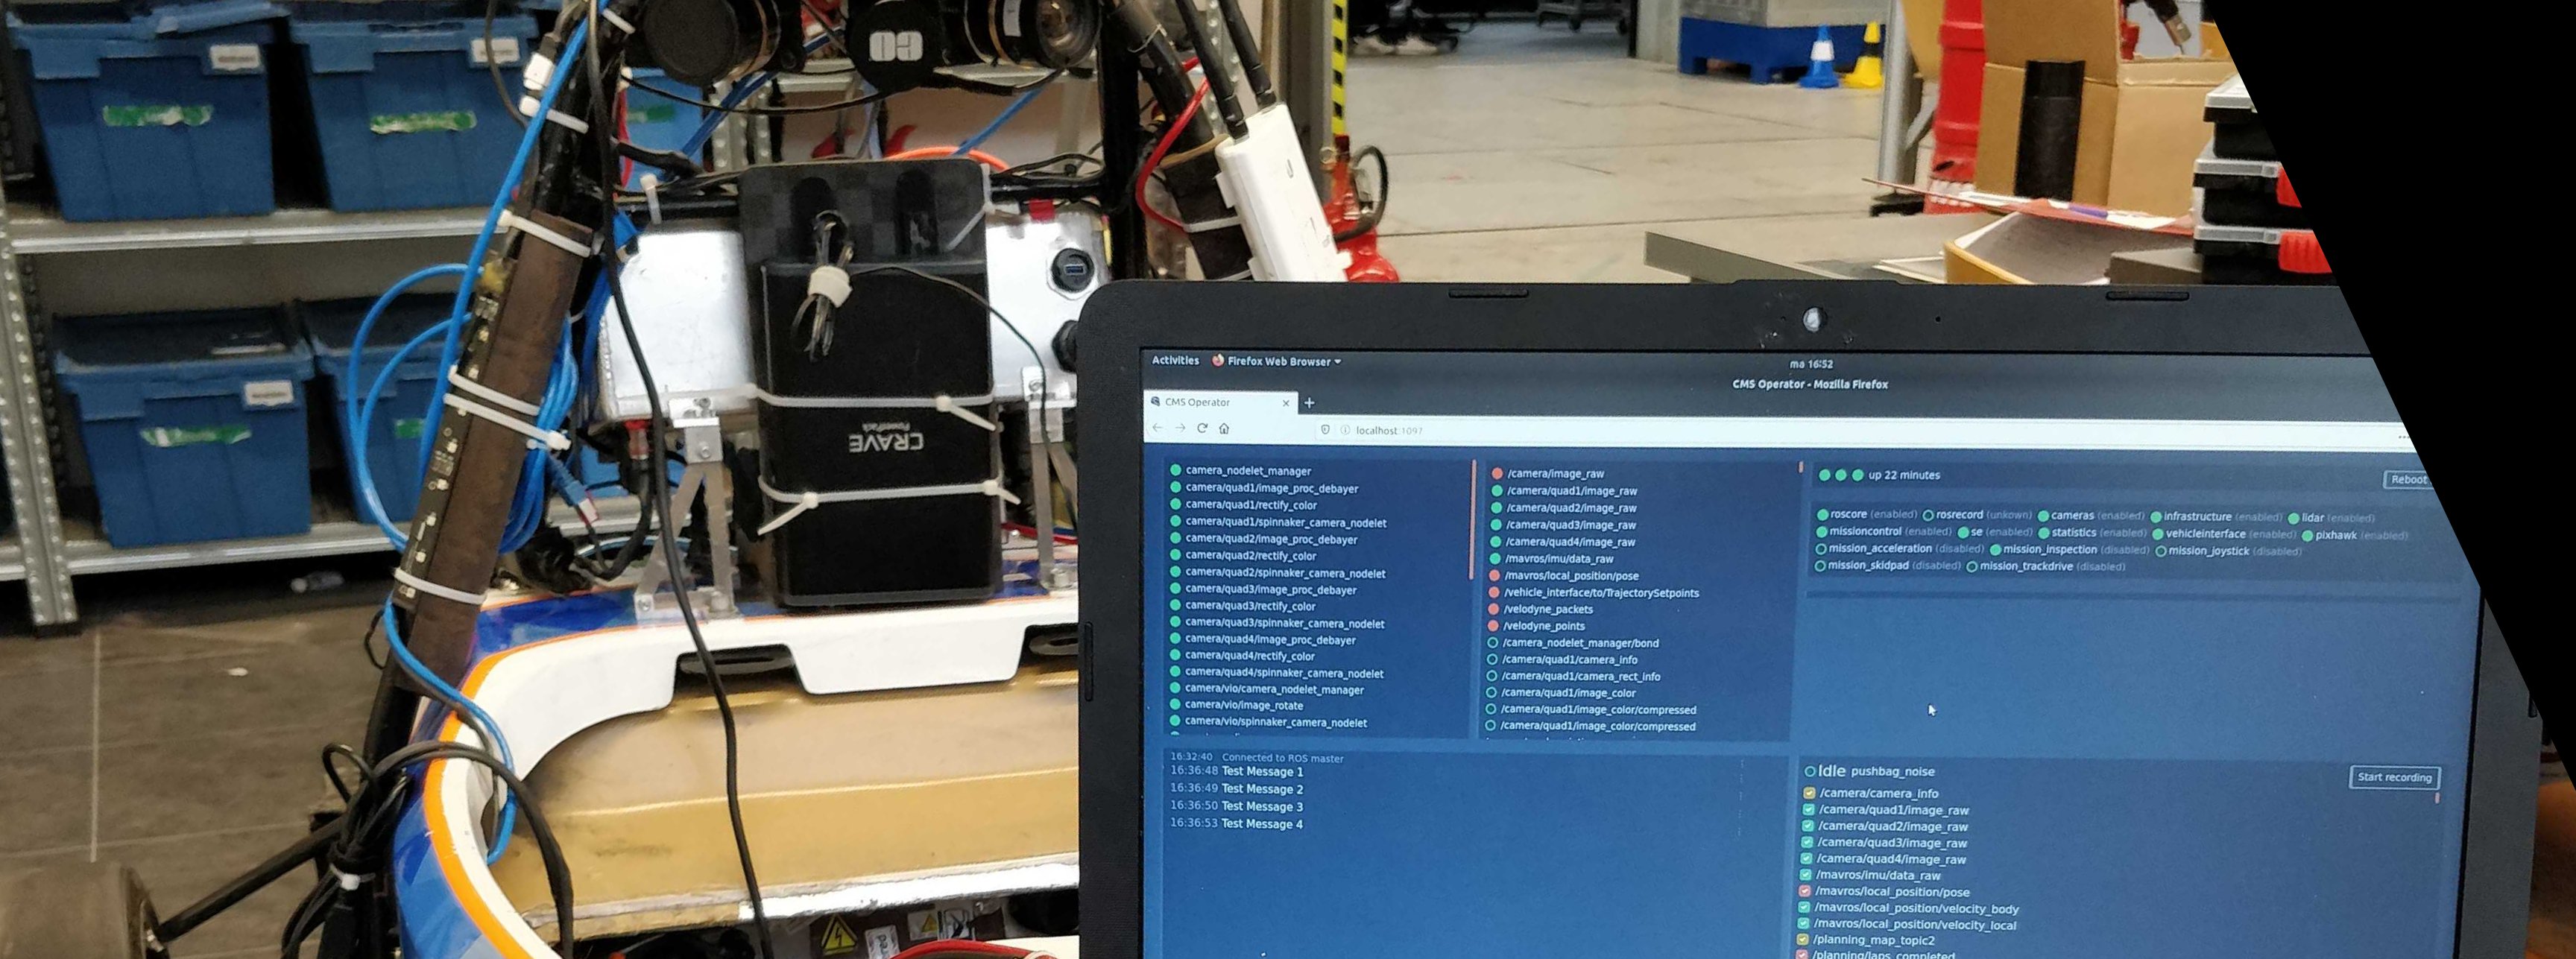 CRAVE
PowerPack
Activities Firefox Web Browser
ma 16:52
CMS Operator - Mozilla Firefox
CMS Operator
localhost:1097
camera_nodelet_manager
camera/quad1/image_proc_debayer
camera/quad1/rectify_color
camera/quad1/spinnaker_camera_nodelet
camera/quad2/image_proc_debayer
camera/quad2/rectify_color
camera/quad2/spinnaker_camera_nodelet
camera/quad3/image_proc_debayer
camera/quad3/rectify_color
camera/quad3/spinnaker_camera_nodelet
camera/quad4/image_proc_debayer
camera/quad4/rectify_color
camera/quad4/spinnaker_camera_nodelet
camera/vio/camera_nodelet_manager
camera/vio/image_rotate
camera/vio/spinnaker_camera_nodelet
/camera/image_raw
/camera/quad1/image_raw
/camera/quad2/image_raw
/camera/quad3/image_raw
/camera/quad4/image_raw
/mavros/imu/data_raw
/mavros/local_position/pose
/vehicle_interface/to/TrajectorySetpoints
/velodyne_packets
/velodyne_points
/camera_nodelet_manager/bond
/camera/quad1/camera_info
/camera/quad1/camera_rect_info
/camera/quad1/image_color
/camera/quad1/image_color/compressed
/camera/quad1/image_color/compressed
up 22 minutes
Reboot
roscore (enabled) rosrecord (unkown) cameras (enabled) infrastructure (enabled) lidar (enabled)
missioncontrol (enabled) se (enabled) statistics (enabled) vehicleinterface (enabled) pixhawk (enabled)
mission_acceleration (disabled) mission_inspection (disabled) mission_joystick (disabled)
mission_skidpad (disabled) mission_trackdrive (disabled)
16:32:40 Connected to ROS master
16:36:48 Test Message 1
16:36:49 Test Message 2
16:36:50 Test Message 3
16:36:53 Test Message 4
Idle pushbag_noise
Start recording
/camera/camera_info
/camera/quad1/image_raw
/camera/quad2/image_raw
/camera/quad3/image_raw
/camera/quad4/image_raw
/mavros/imu/data_raw
/mavros/local_position/pose
/mavros/local_position/velocity_body
/mavros/local_position/velocity_local
/planning_map_topic2
/planning/laps_completed